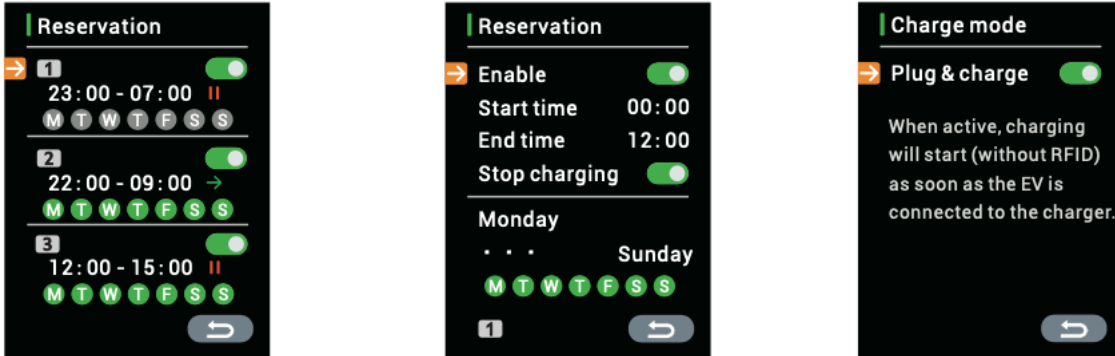 Reservation
1
23:00 - 07:00
M T W T F S S
2
22:00 - 09:00 →
M T W T F S S
3
12:00 - 15:00
M T W T F S S
Reservation
Enable
Start time 00:00
End time 12:00
Stop charging
Monday
. . . Sunday
M T W T F S S
1
Charge mode
Plug & charge
When active, charging
will start (without RFID)
as soon as the EV is
connected to the charger.